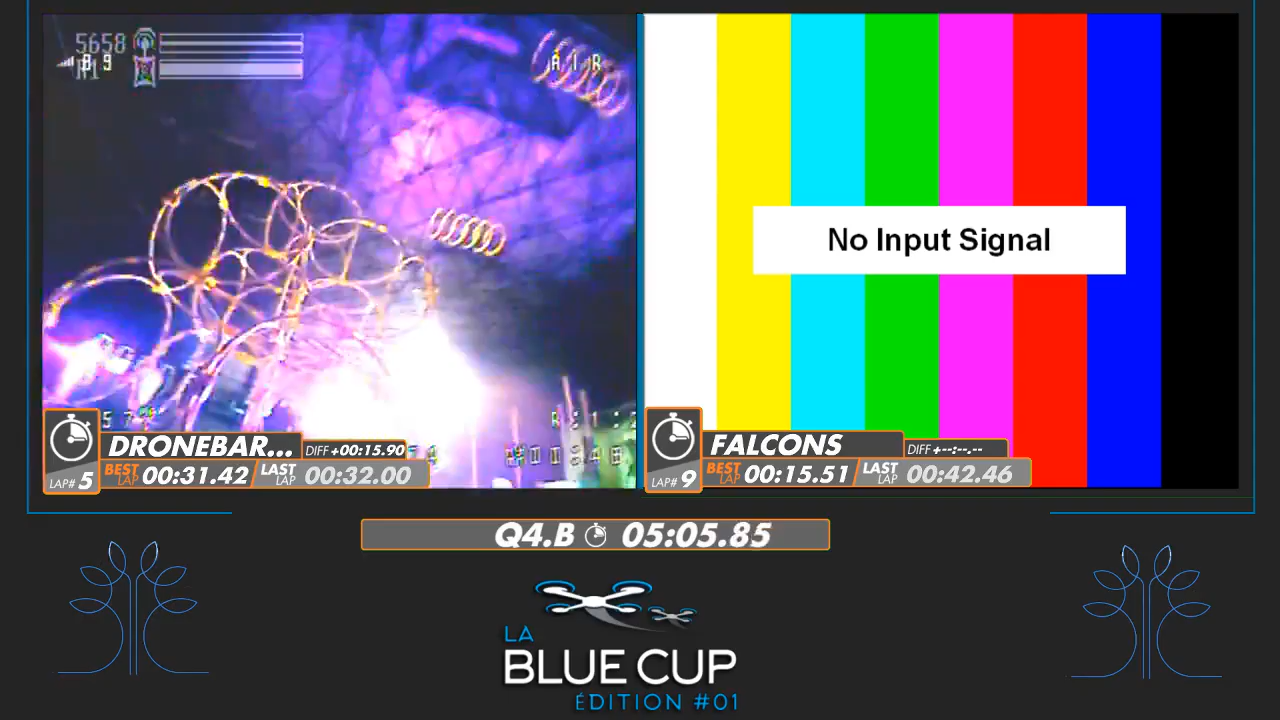 5658
A I R
No Input Signal
DRONEBAR...
DIFF +00:15.90
LAP# 5
BEST LAP 00:31.42
LAST LAP 00:32.00
FALCONS
DIFF +--:--.--
LAP# 9
BEST LAP 00:15.51
LAST LAP 00:42.46
Q4.B 05:05.85
LA
BLUE CUP
ÉDITION #01